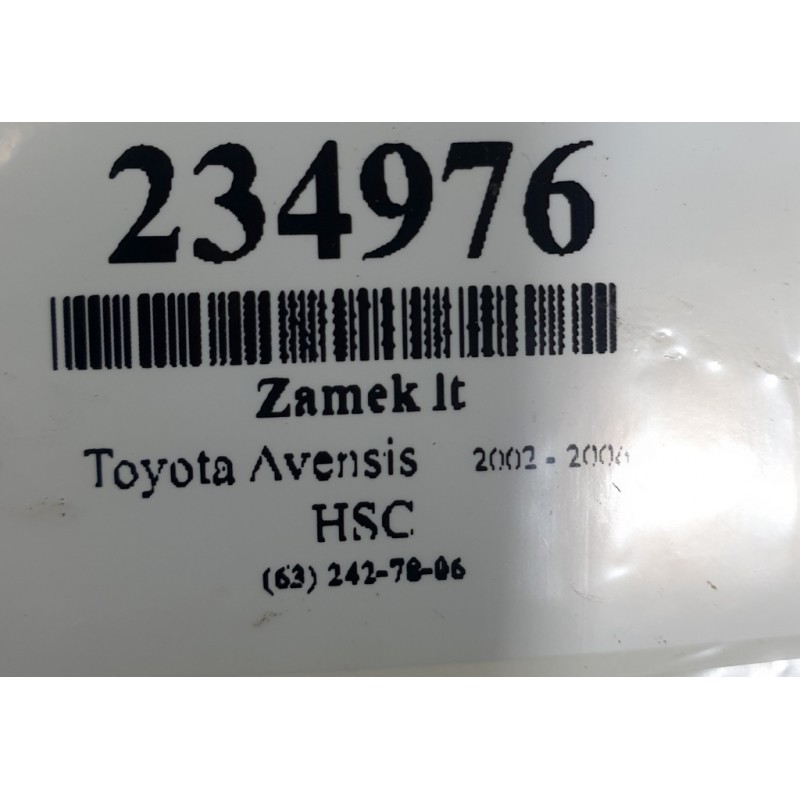 234976
Zamek lt
Toyota Avensis 2002 - 2006
HSC
(63) 242-78-06